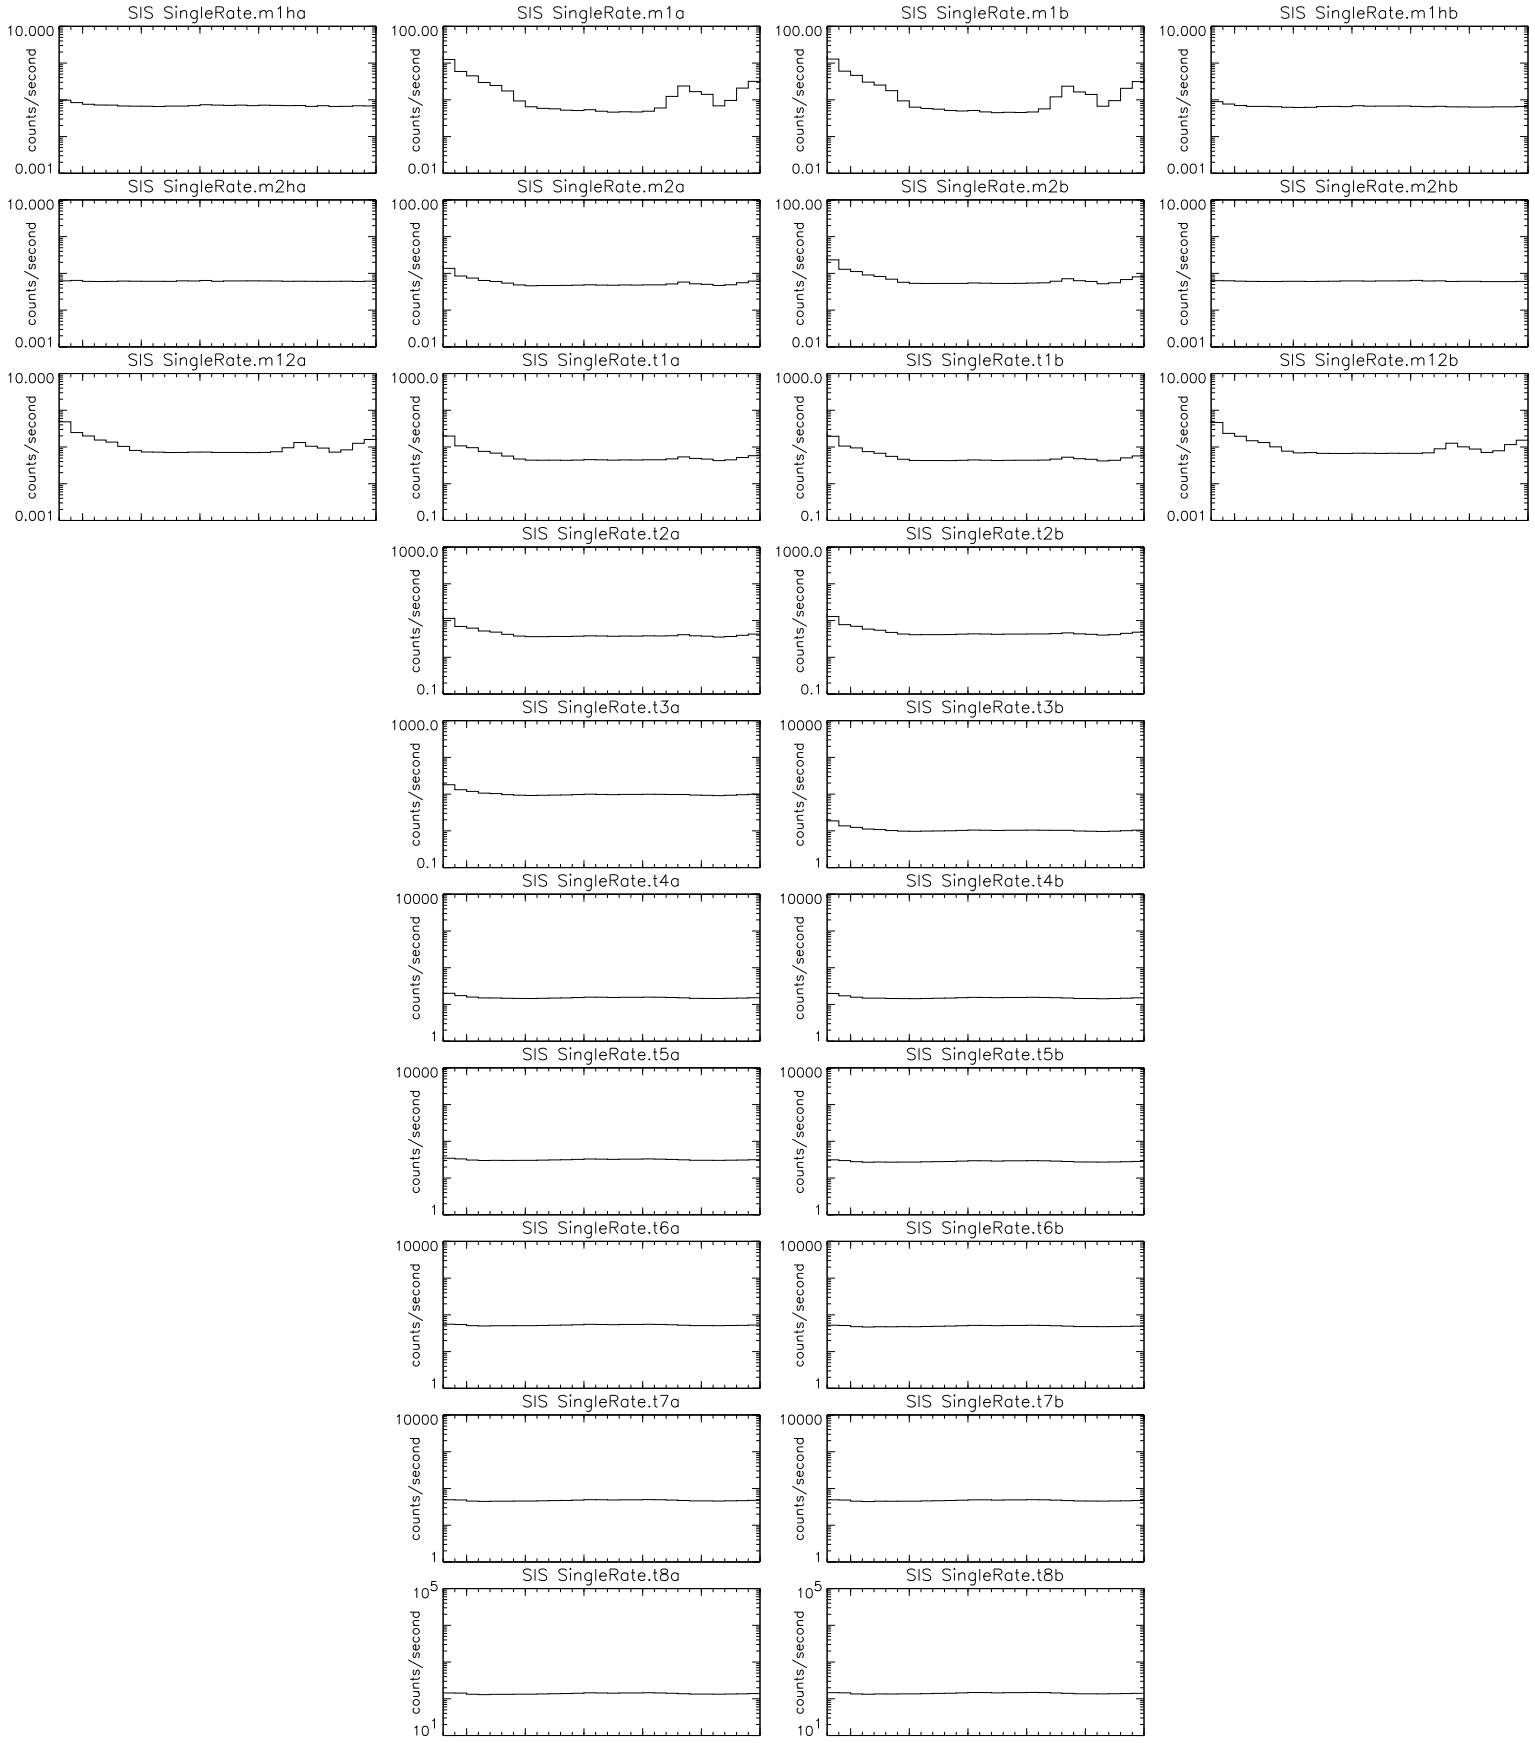 SIS SingleRate.m1ha
10.000
counts/second
0.001
SIS SingleRate.m1a
100.00
counts/second
0.01
SIS SingleRate.m1b
100.00
counts/second
0.01
SIS SingleRate.m1hb
10.000
counts/second
0.001
SIS SingleRate.m2ha
10.000
counts/second
0.001
SIS SingleRate.m2a
100.00
counts/second
0.01
SIS SingleRate.m2b
100.00
counts/second
0.01
SIS SingleRate.m2hb
10.000
counts/second
0.001
SIS SingleRate.m12a
10.000
counts/second
0.001
SIS SingleRate.t1a
1000.0
counts/second
0.1
SIS SingleRate.t1b
1000.0
counts/second
0.1
SIS SingleRate.m12b
10.000
counts/second
0.001
SIS SingleRate.t2a
1000.0
counts/second
0.1
SIS SingleRate.t2b
1000.0
counts/second
0.1
SIS SingleRate.t3a
1000.0
counts/second
0.1
SIS SingleRate.t3b
10000
counts/second
1
SIS SingleRate.t4a
10000
counts/second
1
SIS SingleRate.t4b
10000
counts/second
1
SIS SingleRate.t5a
10000
counts/second
1
SIS SingleRate.t5b
10000
counts/second
1
SIS SingleRate.t6a
10000
counts/second
1
SIS SingleRate.t6b
10000
counts/second
1
SIS SingleRate.t7a
10000
counts/second
1
SIS SingleRate.t7b
10000
counts/second
1
SIS SingleRate.t8a
10⁵
counts/second
10¹
SIS SingleRate.t8b
10⁵
counts/second
10¹